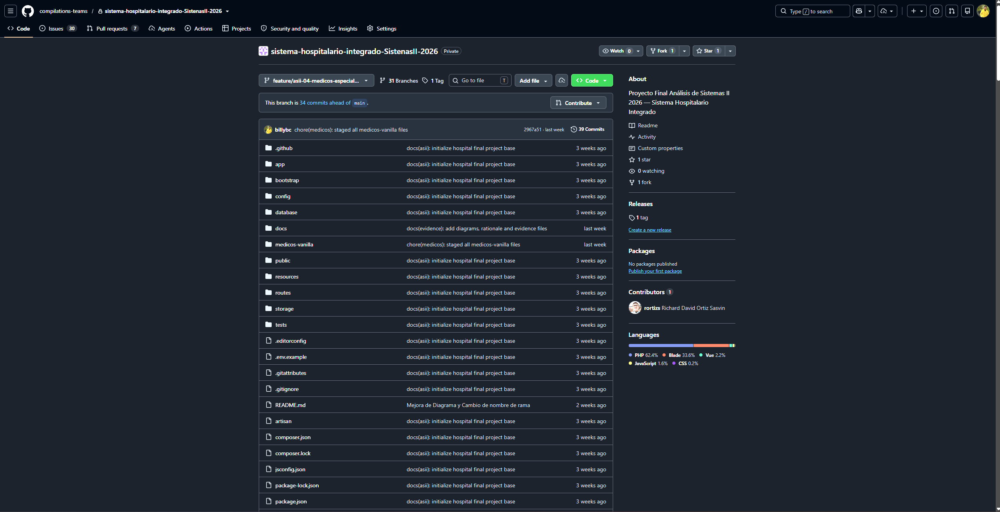 compilations-teams / sistema-hospitalario-integrado-SistenasII-2026
Type / to search
Code
Issues 30
Pull requests 7
Agents
Actions
Projects
Security and quality
Insights
Settings
sistema-hospitalario-integrado-SistenasII-2026 Private
Watch 0
Fork 1
Star 1
feature/asii-04-medicos-especial...
31 Branches
1 Tag
Go to file T
Add file
Code
This branch is 34 commits ahead of main.
Contribute
billybc chore(medicos): staged all medicos-vanilla files 2967a51 · last week 39 Commits
.github docs(asii): initialize hospital final project base 3 weeks ago
app docs(asii): initialize hospital final project base 3 weeks ago
bootstrap docs(asii): initialize hospital final project base 3 weeks ago
config docs(asii): initialize hospital final project base 3 weeks ago
database docs(asii): initialize hospital final project base 3 weeks ago
docs docs(evidence): add diagrams, rationale and evidence files last week
medicos-vanilla chore(medicos): staged all medicos-vanilla files last week
public docs(asii): initialize hospital final project base 3 weeks ago
resources docs(asii): initialize hospital final project base 3 weeks ago
routes docs(asii): initialize hospital final project base 3 weeks ago
storage docs(asii): initialize hospital final project base 3 weeks ago
tests docs(asii): initialize hospital final project base 3 weeks ago
.editorconfig docs(asii): initialize hospital final project base 3 weeks ago
.env.example docs(asii): initialize hospital final project base 3 weeks ago
.gitattributes docs(asii): initialize hospital final project base 3 weeks ago
.gitignore docs(asii): initialize hospital final project base 3 weeks ago
README.md Mejora de Diagrama y Cambio de nombre de rama 2 weeks ago
artisan docs(asii): initialize hospital final project base 3 weeks ago
composer.json docs(asii): initialize hospital final project base 3 weeks ago
composer.lock docs(asii): initialize hospital final project base 3 weeks ago
jsconfig.json docs(asii): initialize hospital final project base 3 weeks ago
package-lock.json docs(asii): initialize hospital final project base 3 weeks ago
package.json docs(asii): initialize hospital final project base 3 weeks ago
About
Proyecto Final Análisis de Sistemas II
2026 — Sistema Hospitalario
Integrado
Readme
Activity
Custom properties
1 star
0 watching
1 fork
Releases
1 tag
Create a new release
Packages
No packages published
Publish your first package
Contributors 1
rortizs Richard David Ortiz Sasvin
Languages
PHP 62.4% Blade 33.6% Vue 2.2%
JavaScript 1.6% CSS 0.2%